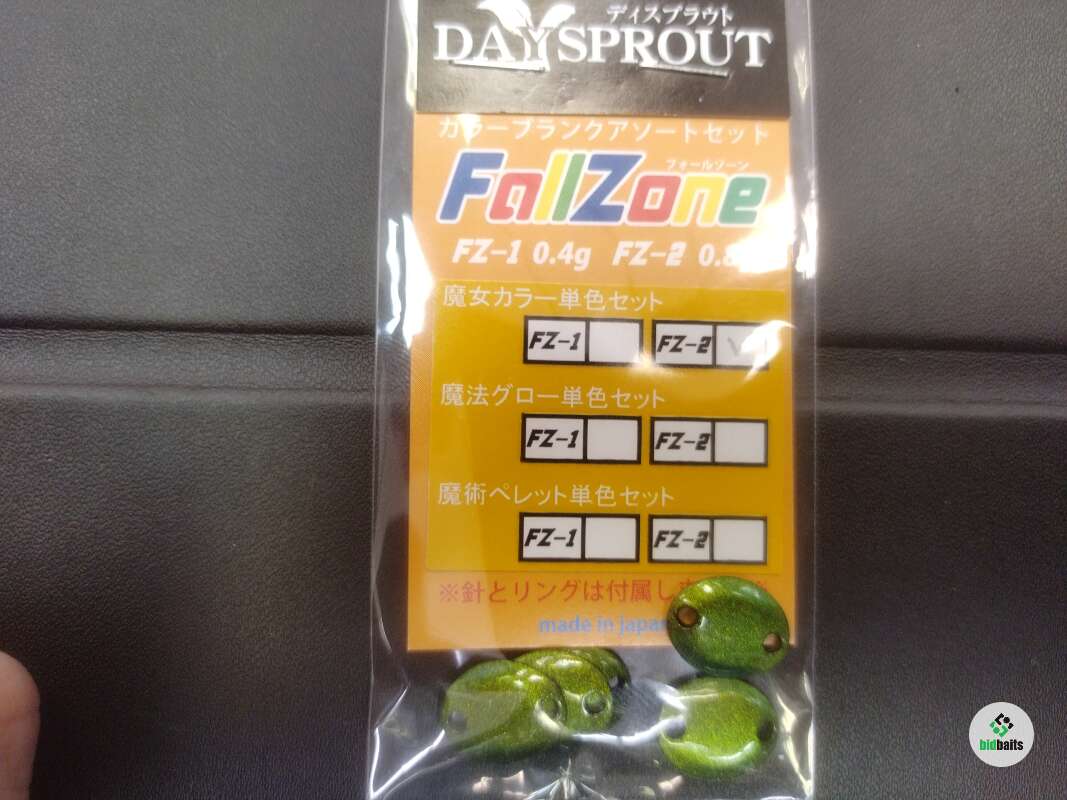 ディスプラウト
DAYSPROUT
カラーブランクアソートセット
フォールゾーン
FallZone
FZ-1 0.4g FZ-2
魔女カラー単色セット
FZ-1 FZ-2
魔法グロー単色セット
FZ-1 FZ-2
魔術ペレット単色セット
FZ-1 FZ-2
※針とリングは付属し
made in japan
bidbaits